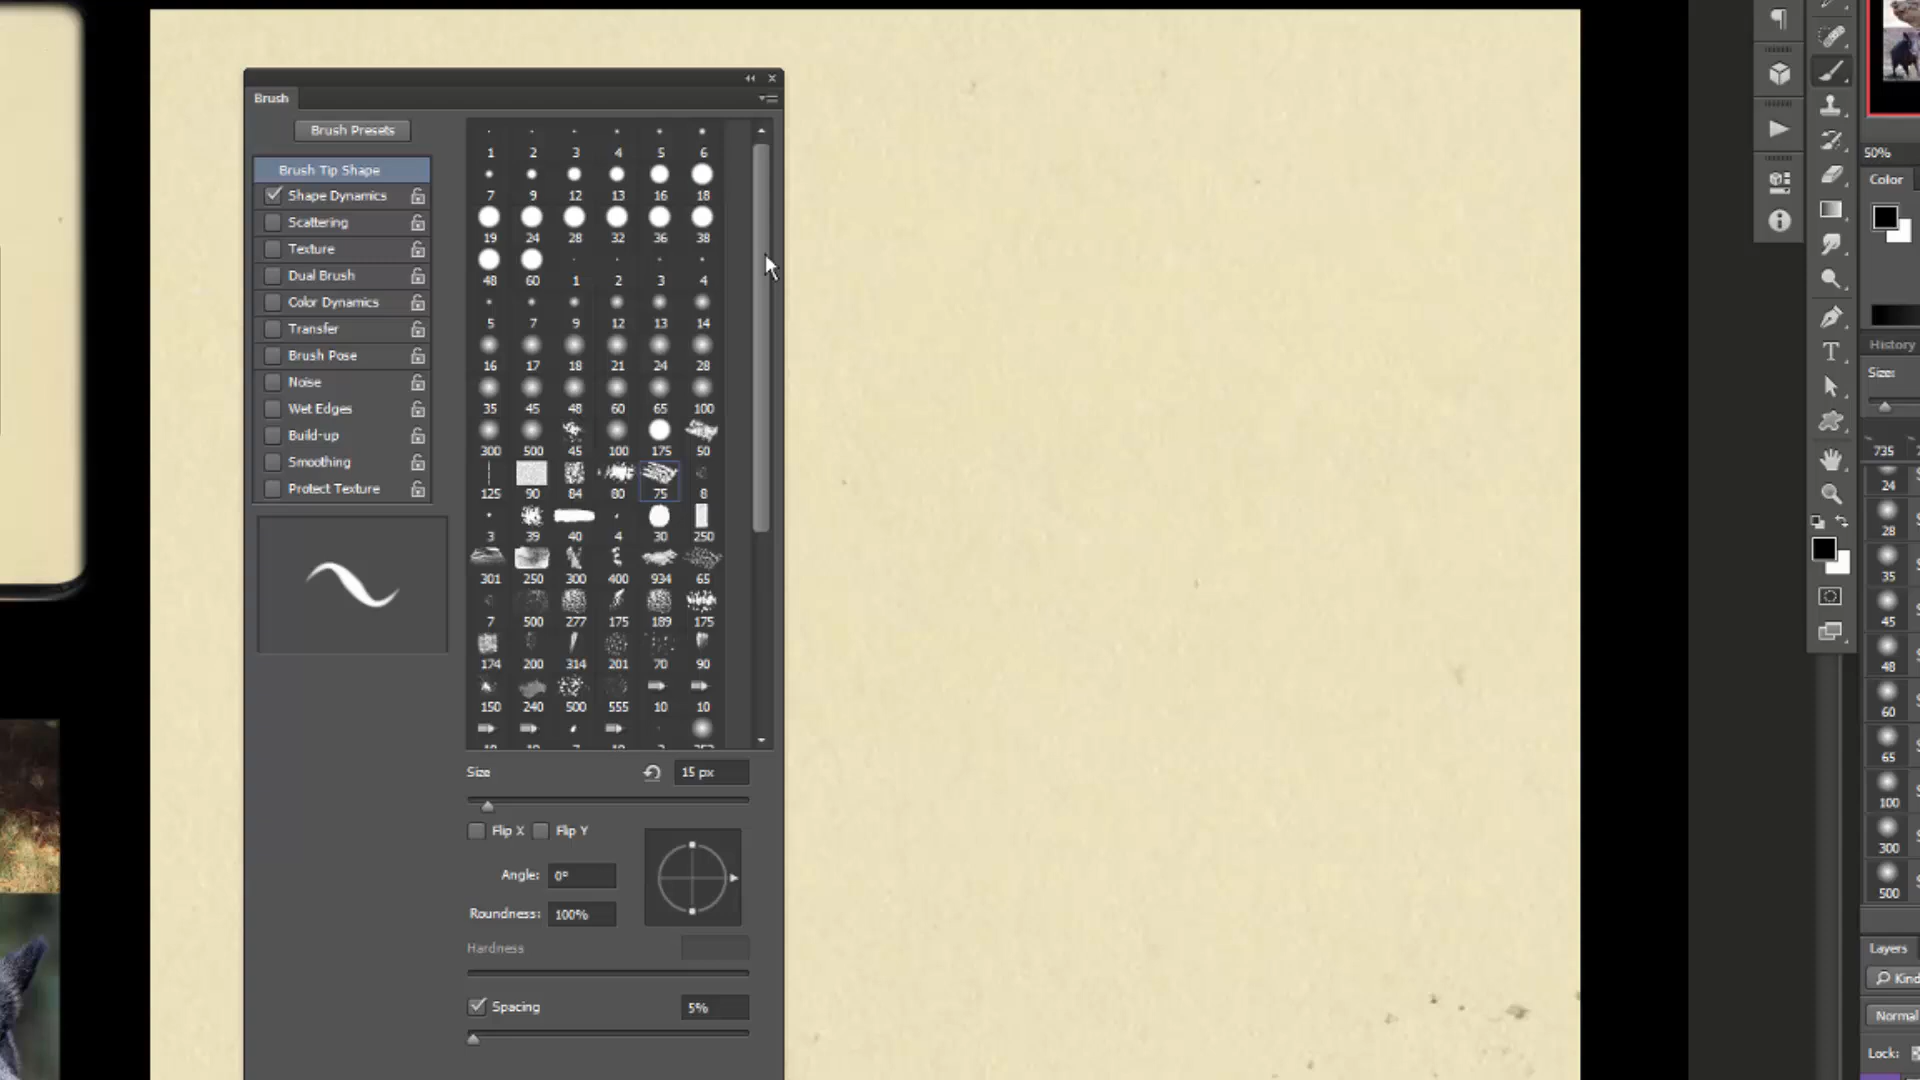 Brush
Brush Presets
Brush Tip Shape
Shape Dynamics
Scattering
Texture
Dual Brush
Color Dynamics
Transfer
Brush Pose
Noise
Wet Edges
Build-up
Smoothing
Protect Texture
1 2 3 4 5 6
7 9 12 13 16 18
19 24 28 32 36 38
48 60 1 2 3 4
5 7 9 12 13 14
16 17 18 21 24 28
35 45 48 60 65 100
300 500 45 100 175 50
125 90 84 80 75 8
3 39 40 4 30 250
301 250 300 400 934 65
7 500 277 175 189 175
174 200 314 201 70 90
150 240 500 555 10 10
Size 15 px
Flip X Flip Y
Angle: 0°
Roundness: 100%
Hardness
Spacing 5%
50%
Color
History
Size:
735
24
28
35
45
48
60
65
100
300
500
Layers
Kind
Normal
Lock: